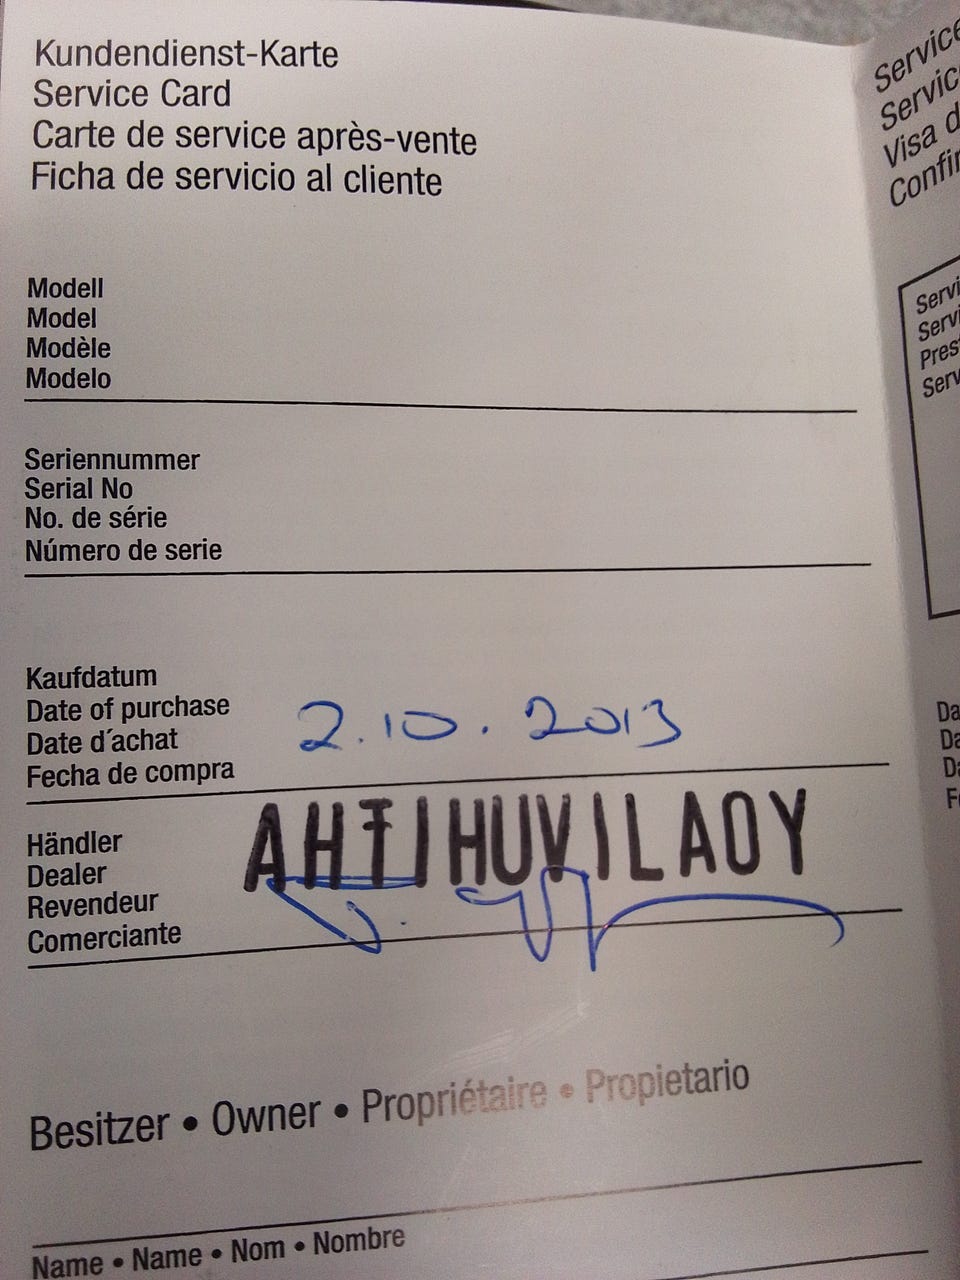 Kundendienst-Karte
Service Card
Carte de service après-vente
Ficha de servicio al cliente
Modell
Model
Modèle
Modelo
Seriennummer
Serial No
No. de série
Número de serie
Kaufdatum
Date of purchase
Date d´achat
Fecha de compra
2.10.2013
Händler
Dealer
Revendeur
Comerciante
AHTIHUVILAOY
Besitzer • Owner • Propriétaire • Propietario
Name • Name • Nom • Nombre
Service
Visa